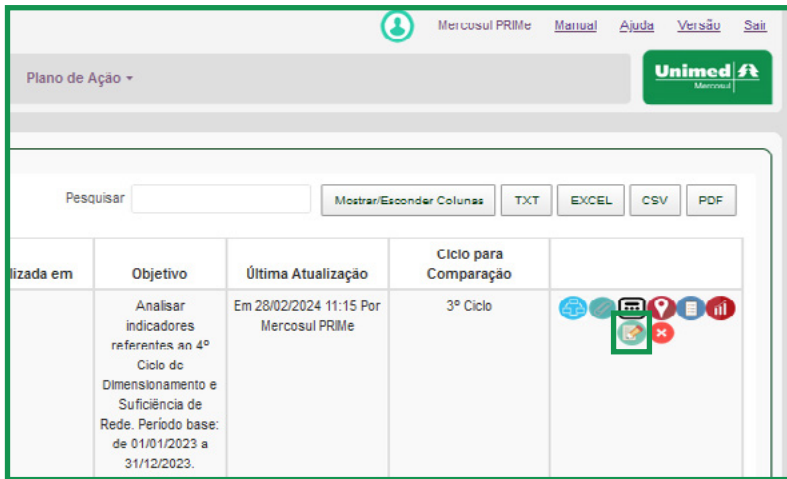 Mercosul PRIMe Manual Ajuda Versão Sair
Plano de Ação
Unimed
Mercosul
Pesquisar Mostrar/Esconder Colunas TXT EXCEL CSV PDF
lizada em Objetivo Última Atualização Ciclo para
Comparação
Analisar Em 28/02/2024 11:15 Por 3º Ciclo
indicadores Mercosul PRIMe
referentes ao 4º
Ciclo de
Dimensionamento e
Suficiência de
Rede. Período base:
de 01/01/2023 a
31/12/2023.